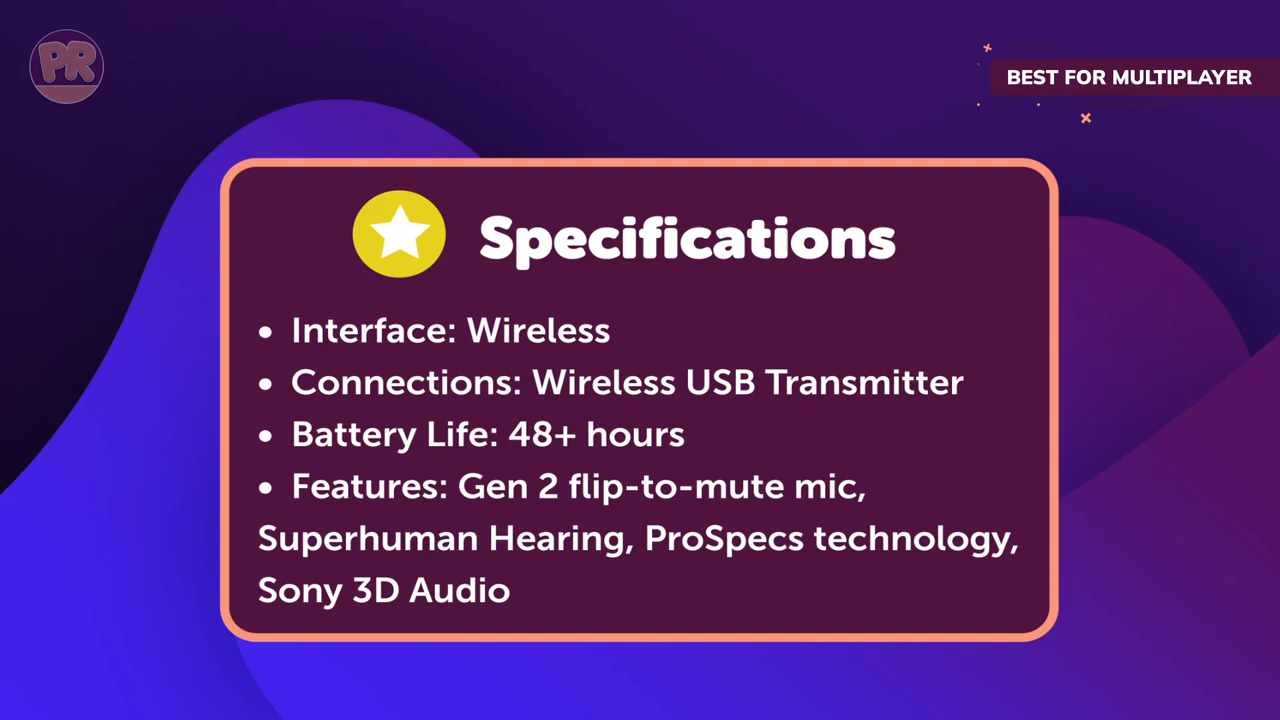 PR
BEST FOR MULTIPLAYER
Specifications
• Interface: Wireless
• Connections: Wireless USB Transmitter
• Battery Life: 48+ hours
• Features: Gen 2 flip-to-mute mic,
Superhuman Hearing, ProSpecs technology,
Sony 3D Audio